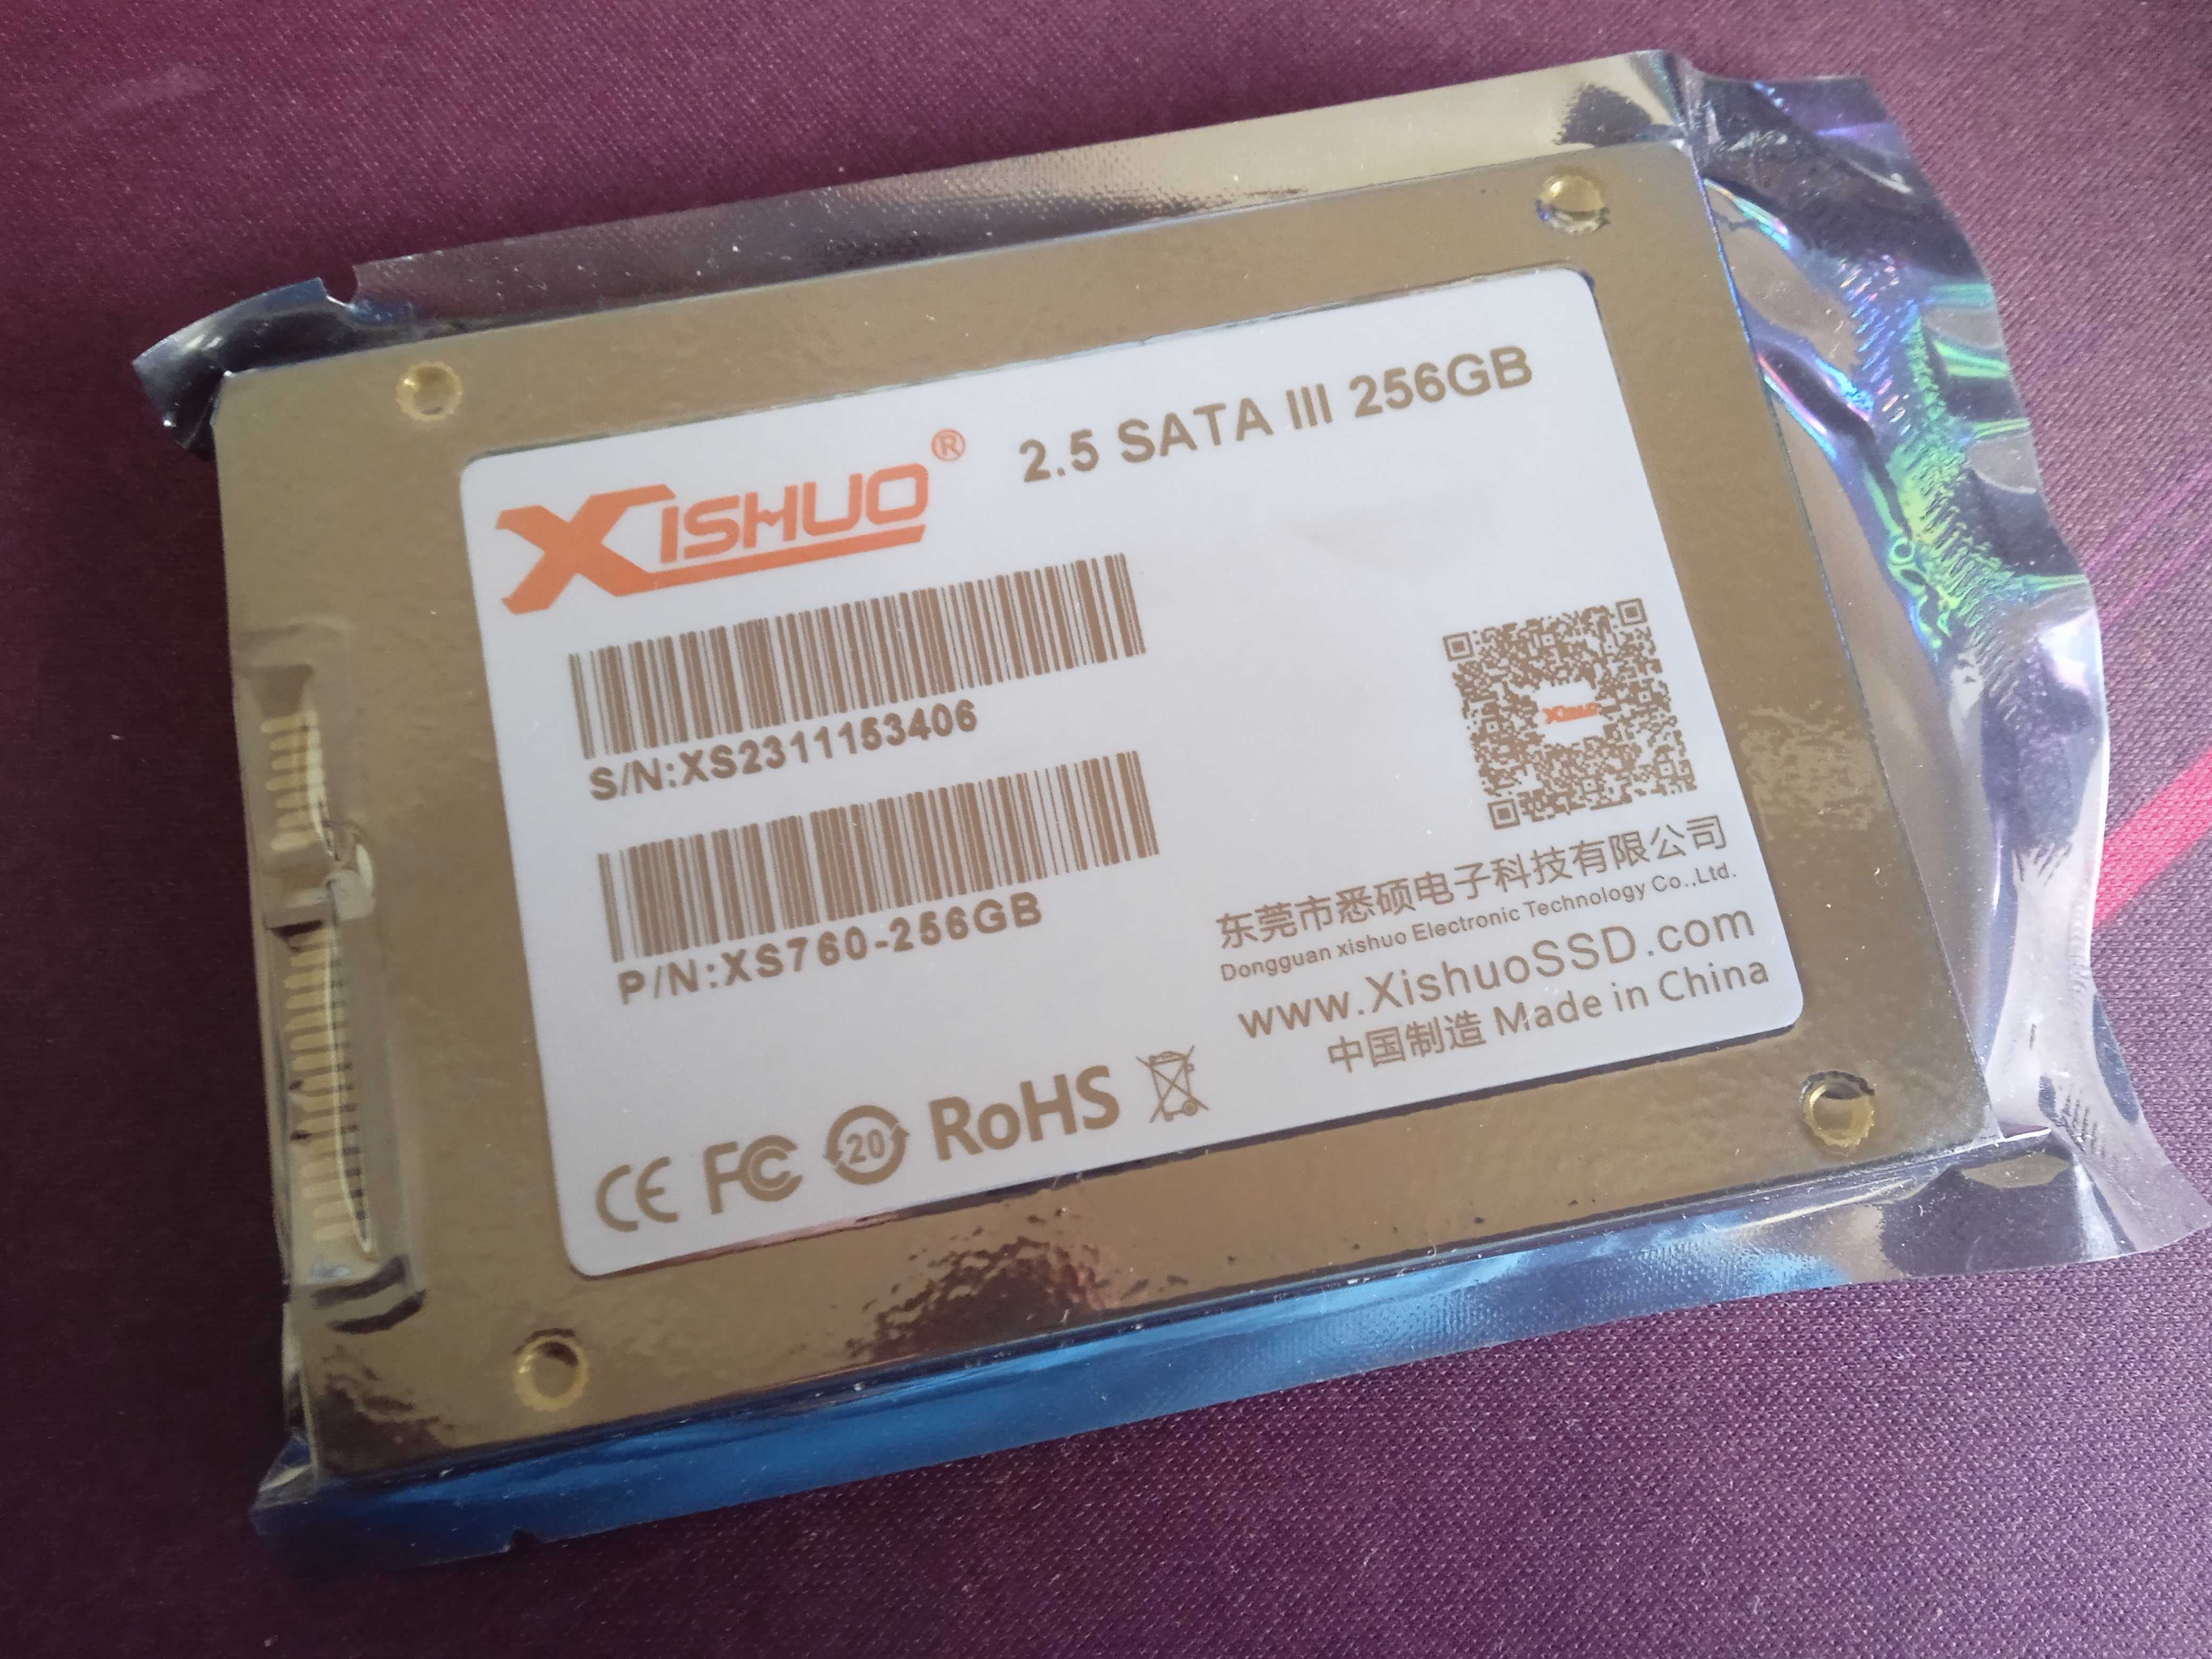 XISHUO® 2.5 SATA III 256GB
S/N:XS2311153406
P/N:XS760-256GB
XISHUO
东莞市悉硕电子科技有限公司
Dongguan xishuo Electronic Technology Co.,Ltd.
www.XishuoSSD.com
中国制造 Made in China
CE FC 20 RoHS